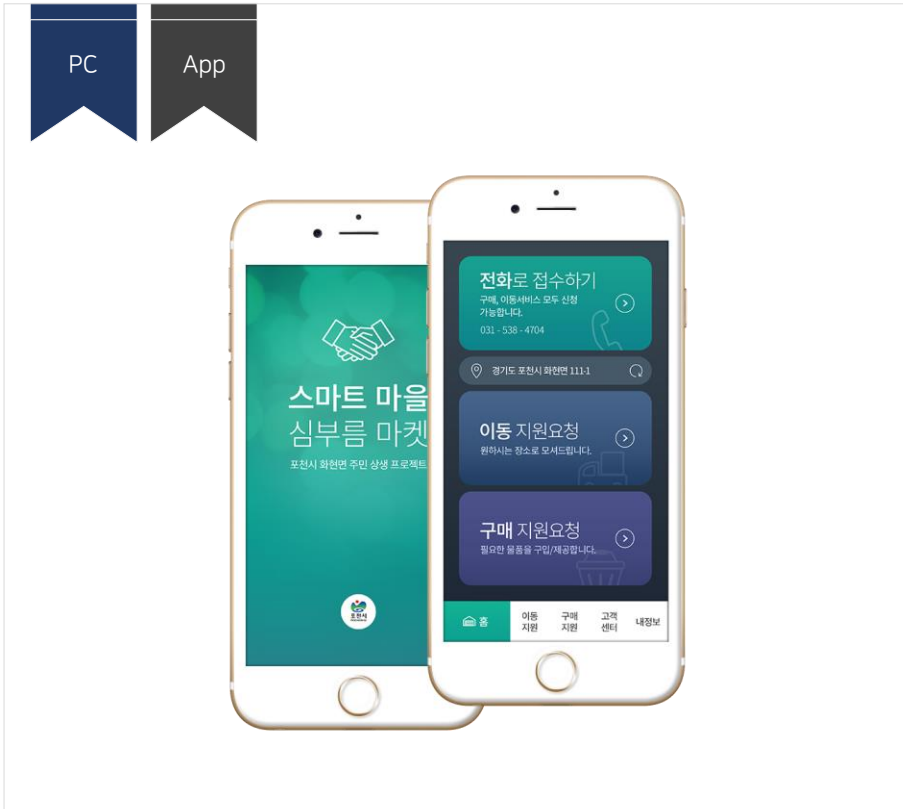 PC
App
스마트 마을
심부름 마켓
포천시 화현면 주민 상생 프로젝트
포천시
전화로 접수하기
구매, 이동서비스 모두 신청
가능합니다.
031 - 538 - 4704
경기도 포천시 화현면 111-1
이동 지원요청
원하시는 장소로 모셔드립니다.
구매 지원요청
필요한 물품을 구입/제공합니다.
홈
이동
지원
구매
지원
고객
센터
내정보